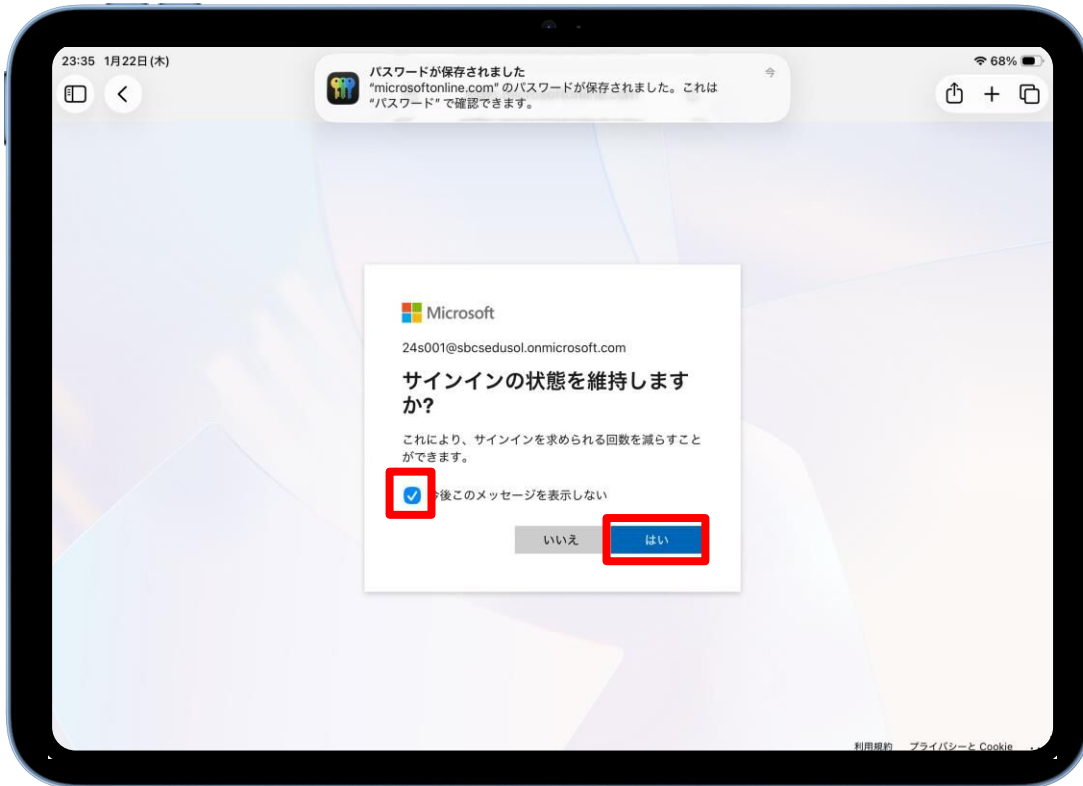 23:35 1月22日(木)
68%
パスワードが保存されました
今
“microsoftonline.com” のパスワードが保存されました。これは
“パスワード” で確認できます。
Microsoft
24s001@sbcsedusol.onmicrosoft.com
サインインの状態を維持します
か?
これにより、サインインを求められる回数を減らすこと
ができます。
今後このメッセージを表示しない
いいえ
はい
利用規約 プライバシーと Cookie ...